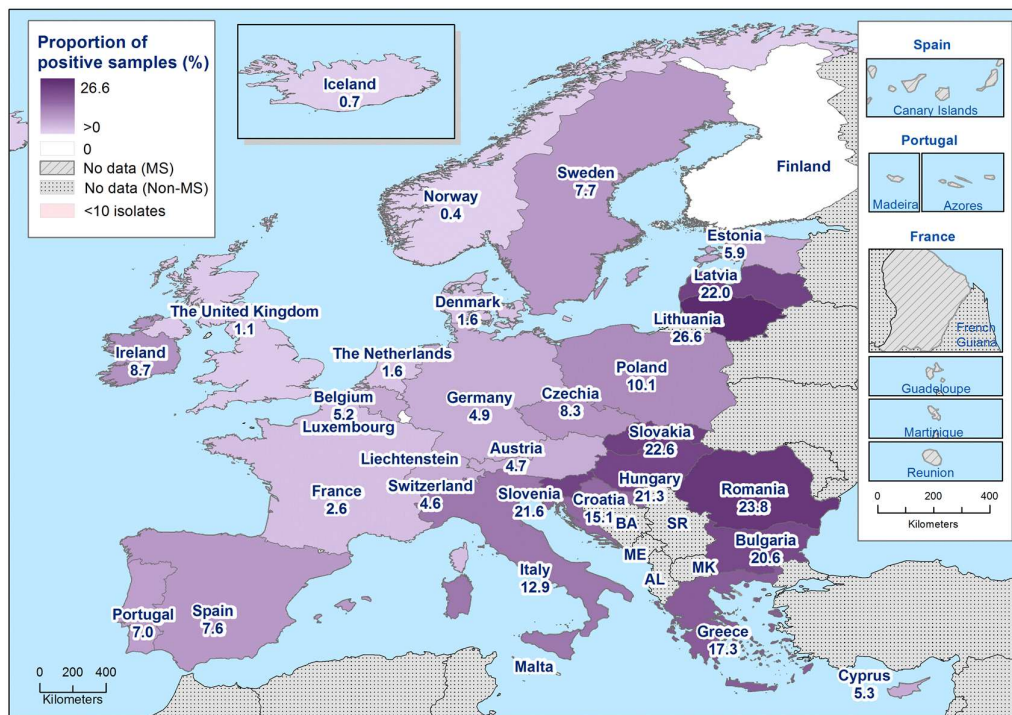 Proportion of
positive samples (%)
26.6
>0
0
No data (MS)
No data (Non-MS)
<10 isolates
Iceland
0.7
Spain
Canary Islands
Portugal
Madeira
Azores
France
French
Guiana
Guadeloupe
Martinique
Reunion
0 200 400
Kilometers
Finland
Sweden
7.7
Norway
0.4
Estonia
5.9
Latvia
22.0
Lithuania
26.6
Denmark
1.6
The United Kingdom
1.1
Ireland
8.7
The Netherlands
1.6
Poland
10.1
Belgium
5.2
Germany
4.9
Czechia
8.3
Luxembourg
Slovakia
22.6
Austria
4.7
Liechtenstein
Hungary
21.3
Switzerland
4.6
France
2.6
Slovenia
21.6
Croatia
15.1
Romania
23.8
BA
SR
Bulgaria
20.6
ME
MK
AL
Italy
12.9
Portugal
7.0
Spain
7.6
Greece
17.3
Malta
Cyprus
5.3
0 200 400
Kilometers